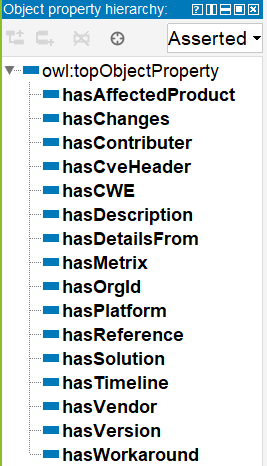 Object property hierarchy:
Asserted
owl:topObjectProperty
hasAffectedProduct
hasChanges
hasContributer
hasCveHeader
hasCWE
hasDescription
hasDetailsFrom
hasMetrix
hasOrgId
hasPlatform
hasReference
hasSolution
hasTimeline
hasVendor
hasVersion
hasWorkaround